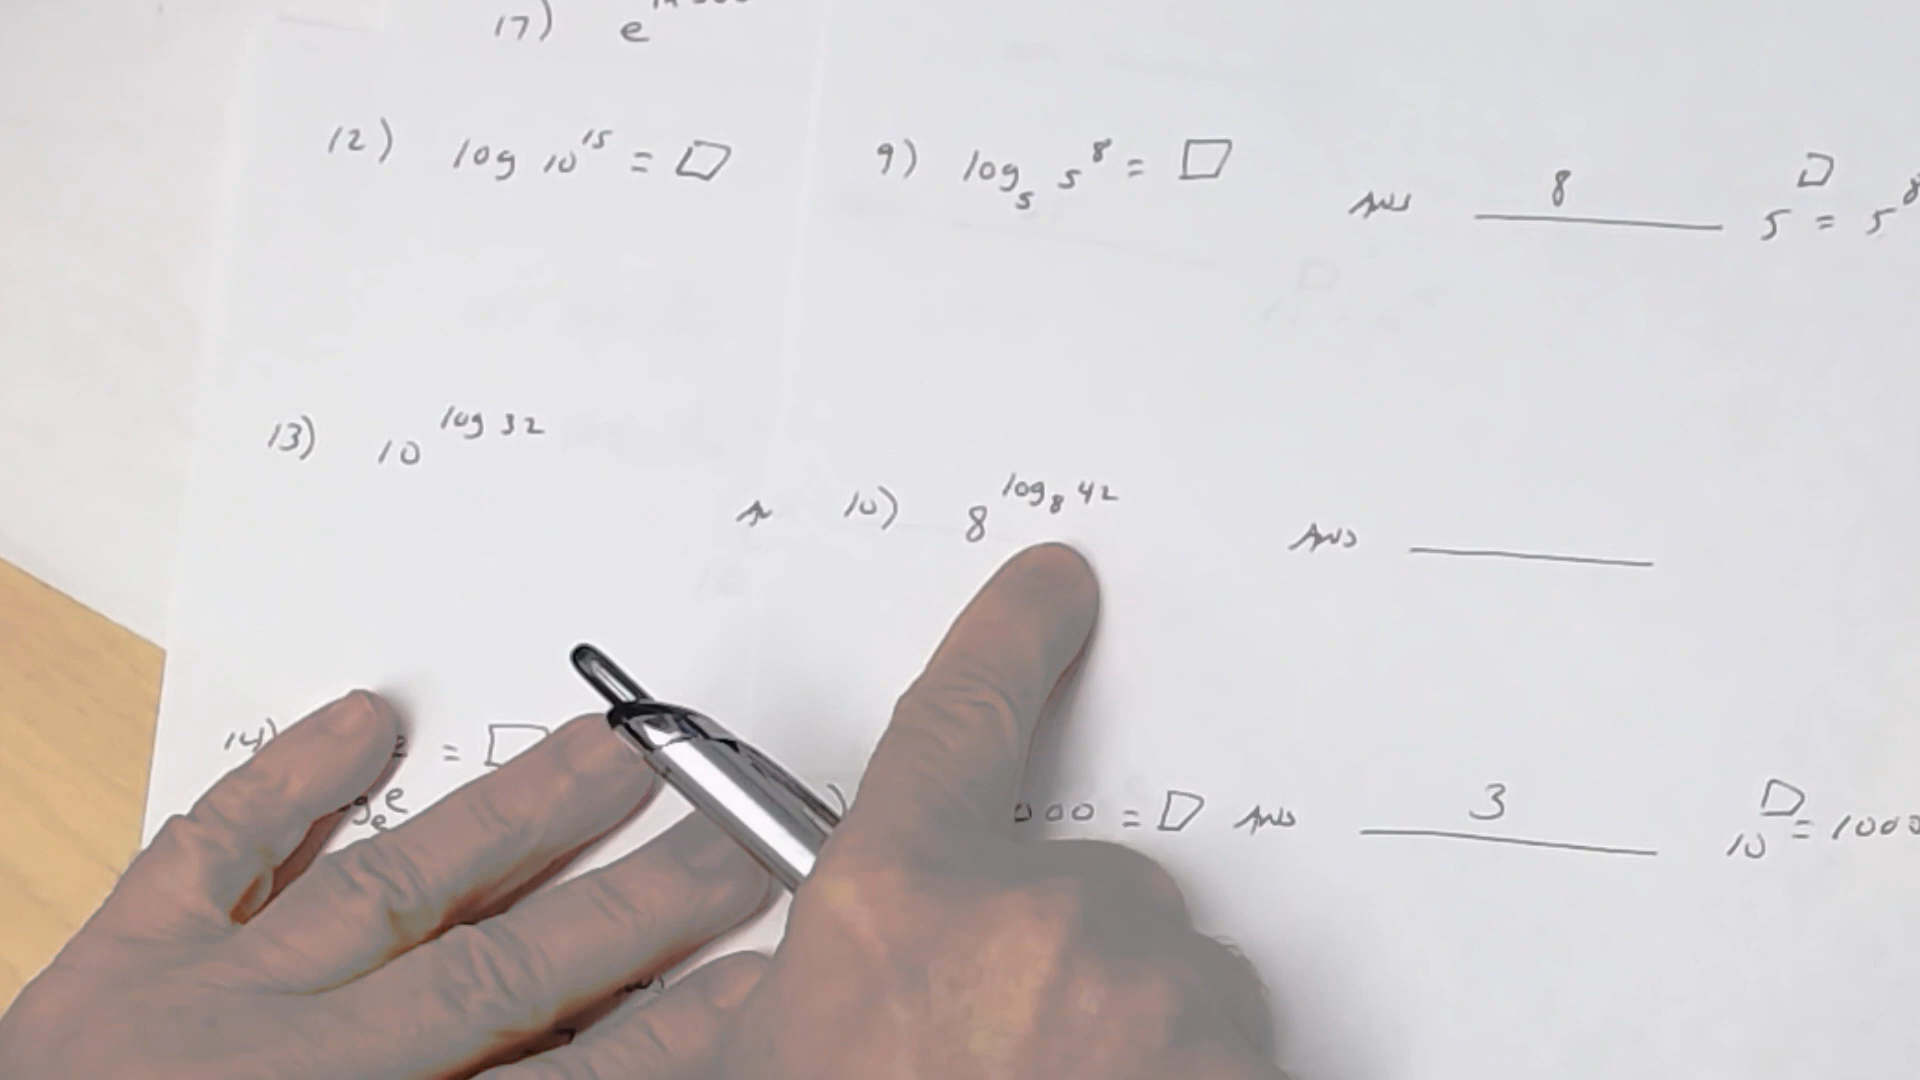 17) e
12) log 10^15 = □
9) log_5 5^8 = □
Ans 8
5^□ = 5^8
13) 10^log 32
10) 8^log_8 42
Ans
14) = □
e
000 = □ Ans 3
10^□ = 1000